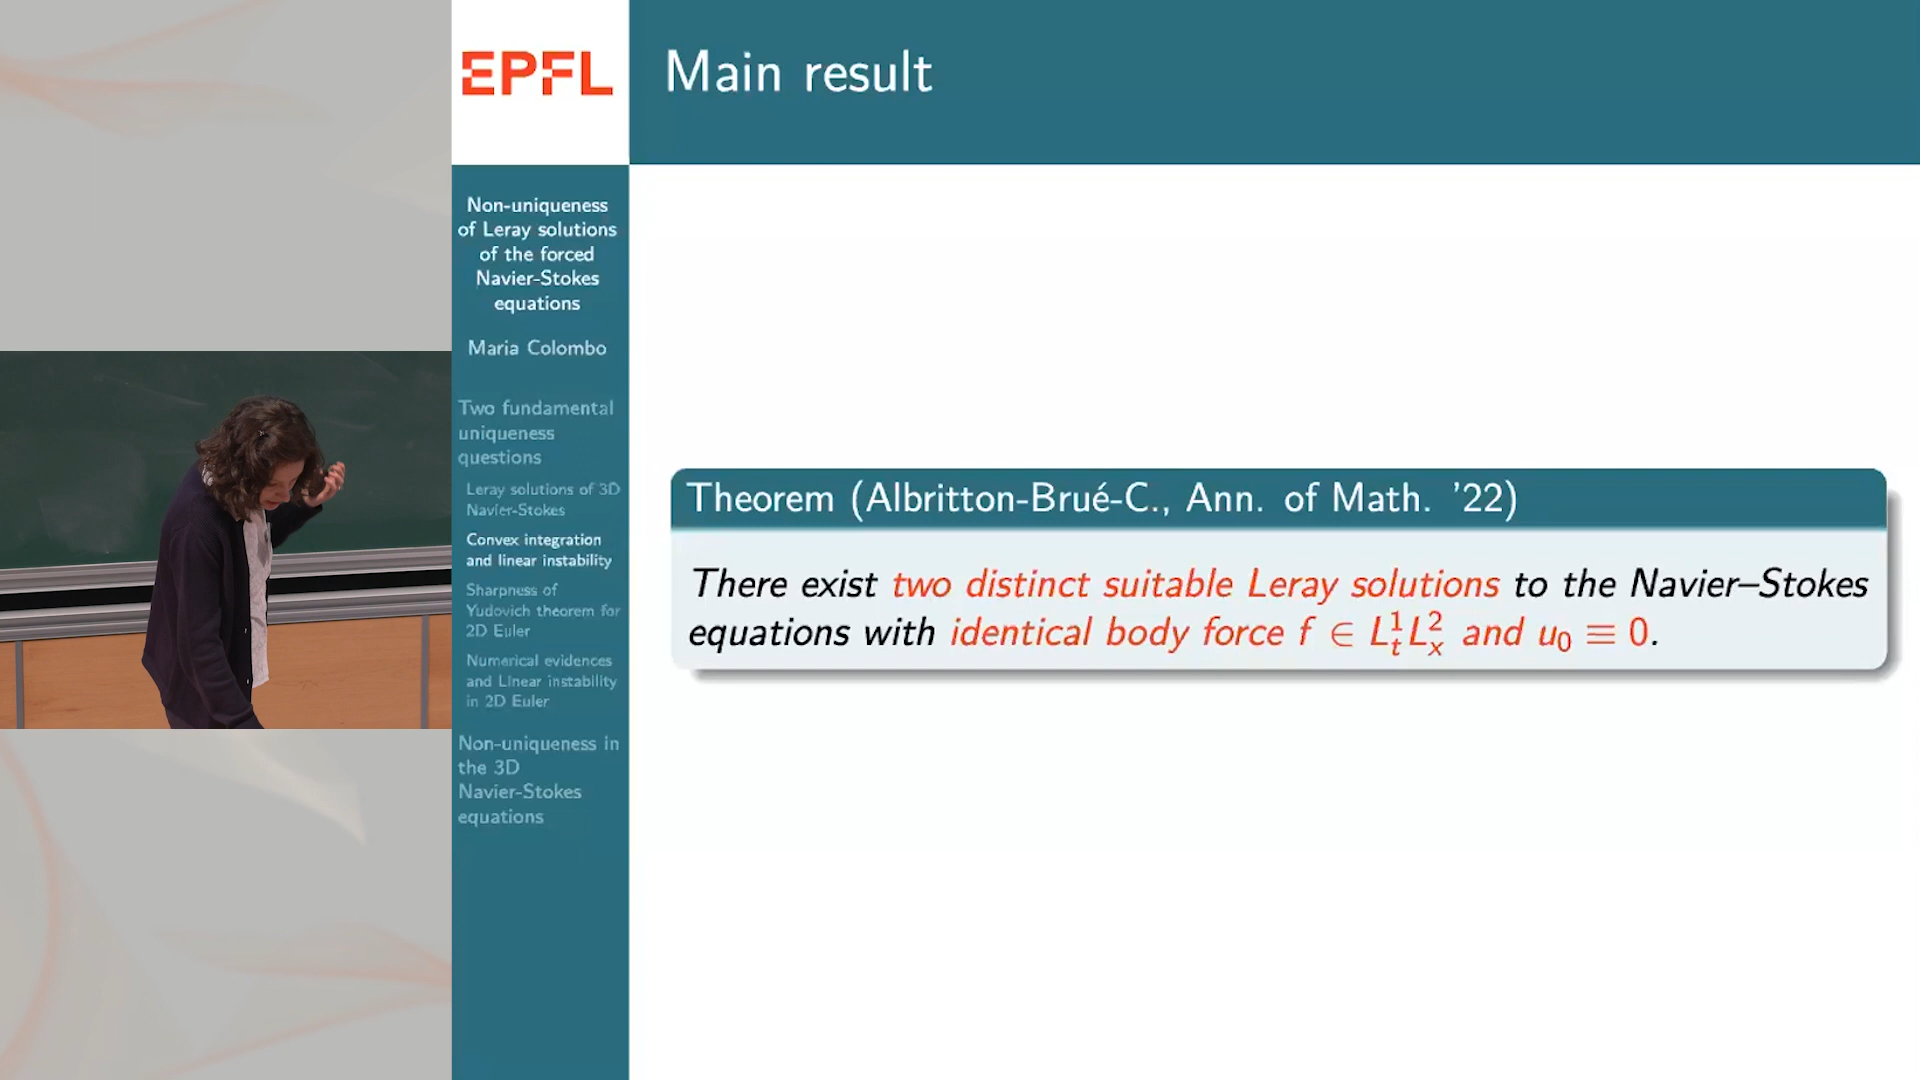 EPFL
Main result
Non-uniqueness
of Leray solutions
of the forced
Navier-Stokes
equations
Maria Colombo
Two fundamental
uniqueness
questions
Leray solutions of 3D
Navier-Stokes
Convex integration
and linear instability
Sharpness of
Yudovich theorem for
2D Euler
Numerical evidences
and Linear instability
in 2D Euler
Non-uniqueness in
the 3D
Navier-Stokes
equations
Theorem (Albritton-Brué-C., Ann. of Math. '22)
There exist two distinct suitable Leray solutions to the Navier–Stokes
equations with identical body force f ∈ L¹ₜL²ₓ and u₀ ≡ 0.